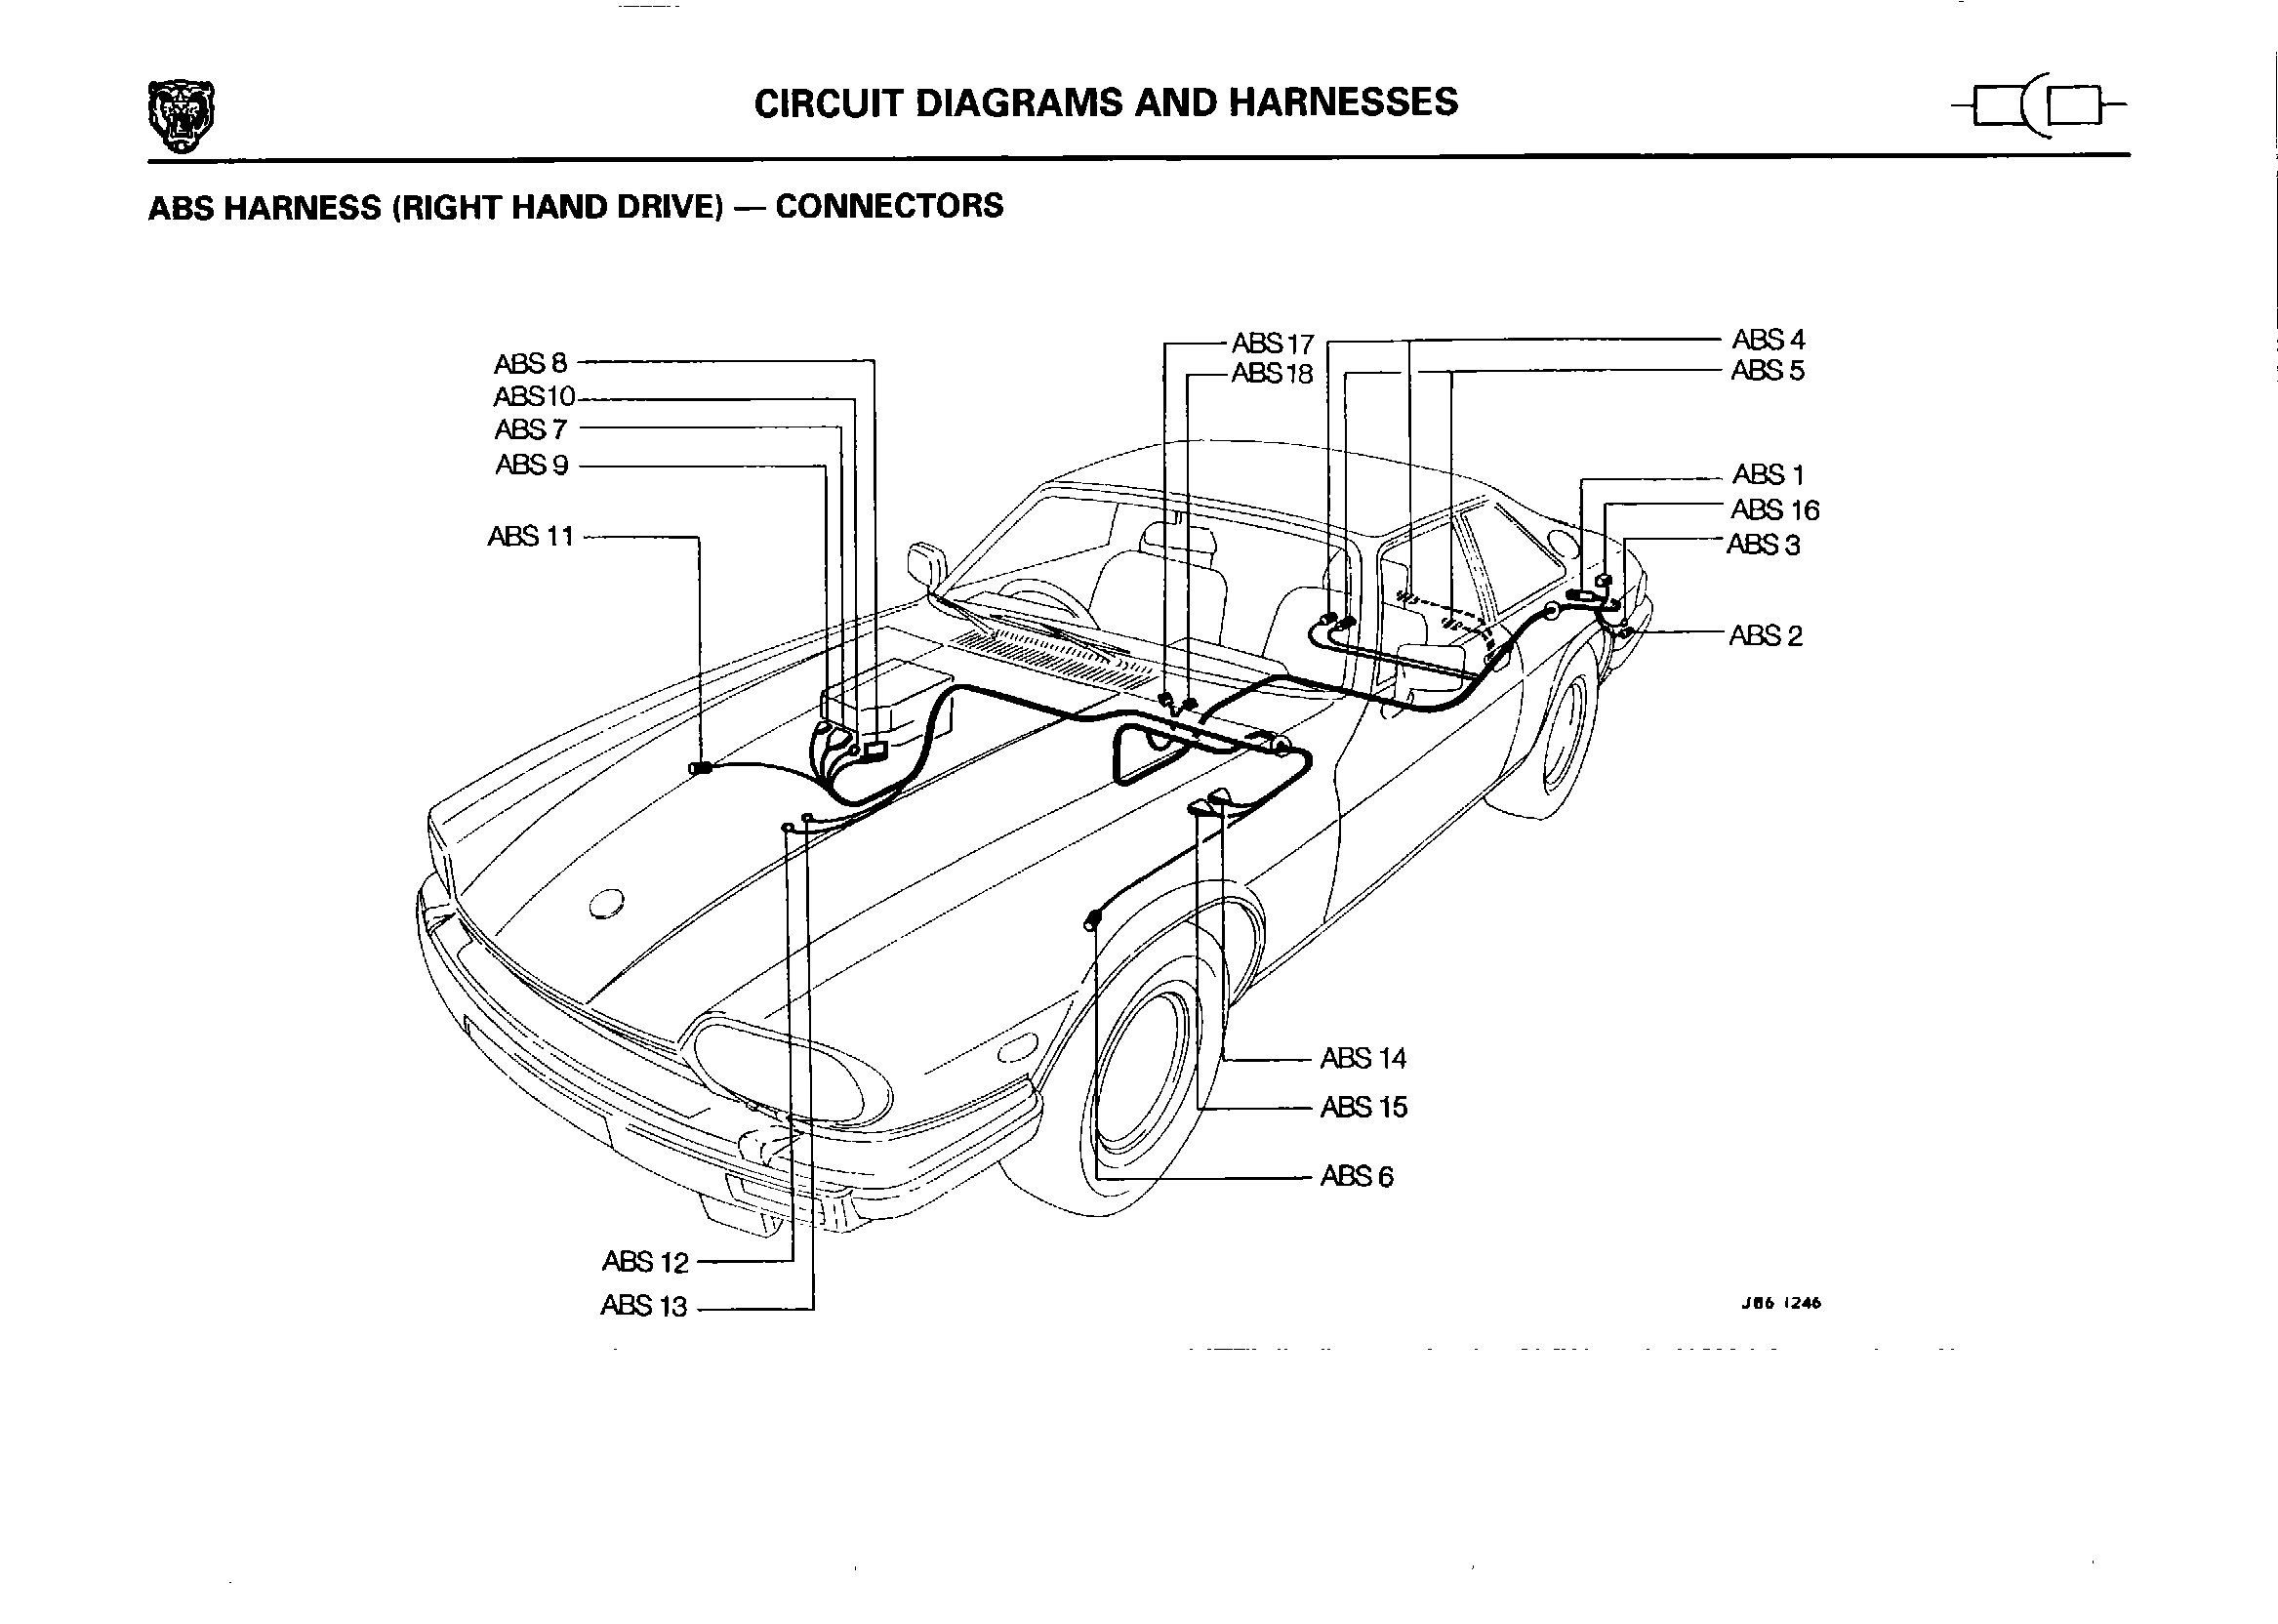 CIRCUIT DIAGRAMS AND HARNESSES
ABS HARNESS (RIGHT HAND DRIVE) — CONNECTORS
ABS 8
ABS10
ABS 7
ABS 9
ABS 11
ABS 17
ABS 18
ABS 4
ABS 5
ABS 1
ABS 16
ABS 3
ABS 2
ABS 14
ABS 15
ABS 6
ABS 12
ABS 13
J86 1246